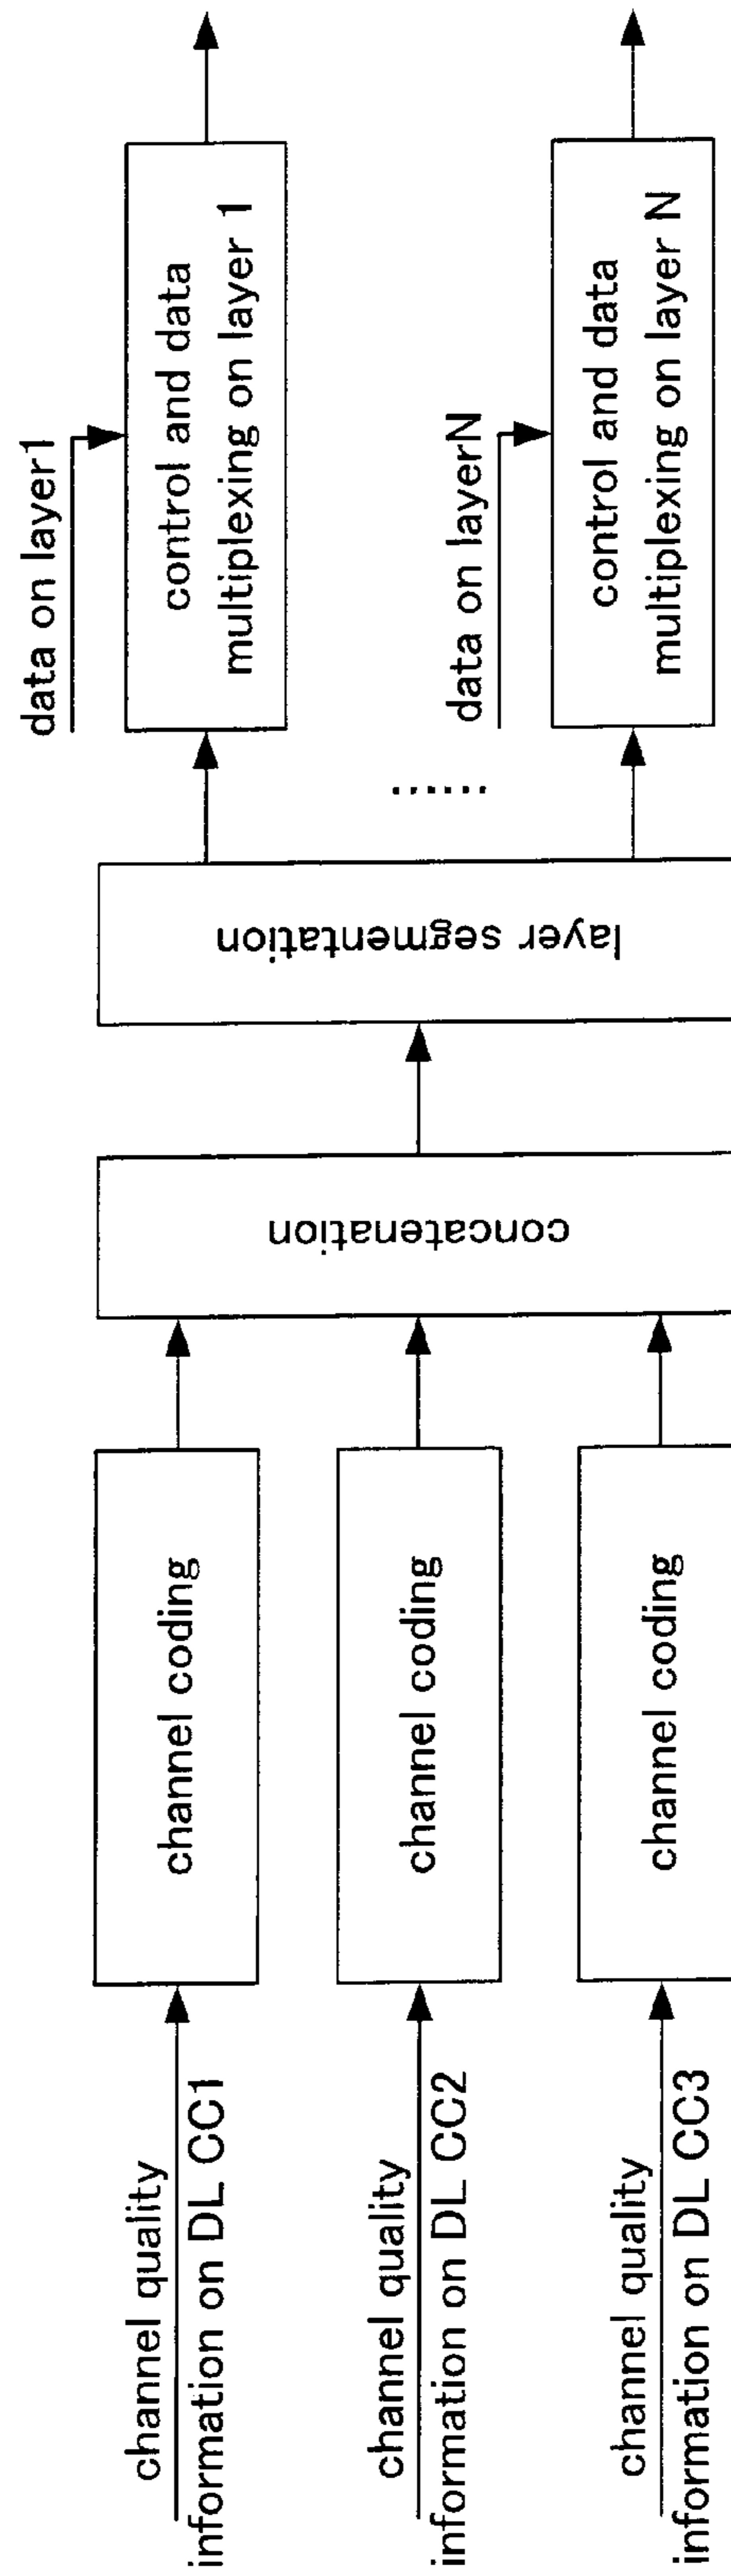 channel quality
information on DL CC1
channel quality
information on DL CC2
channel quality
information on DL CC3
channel coding
channel coding
channel coding
concatenation
layer segmentation
data on layer1
control and data
multiplexing on layer 1
......
data on layerN
control and data
multiplexing on layer N